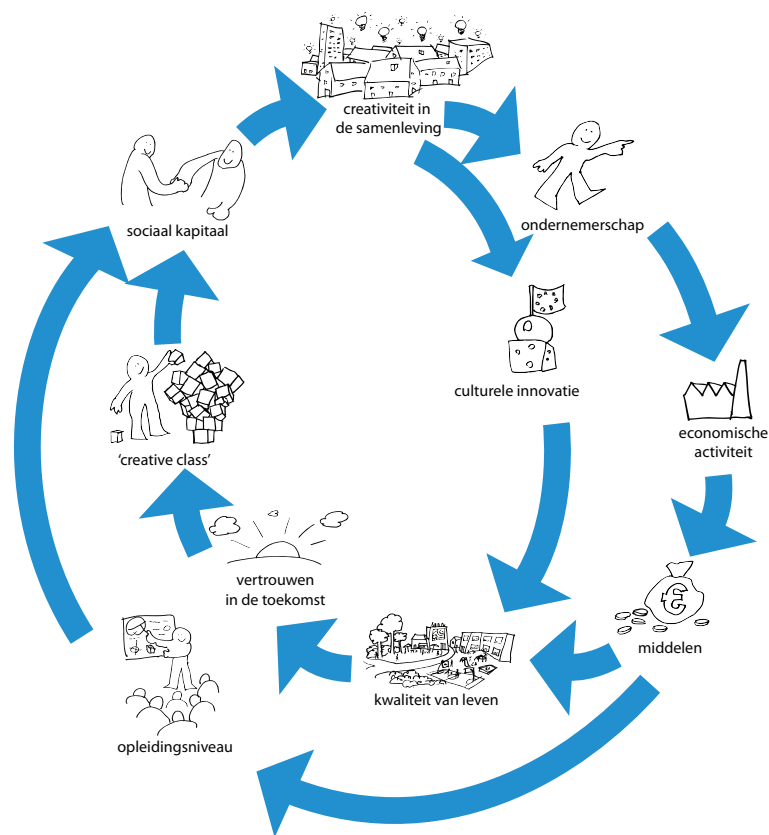 creativiteit in
de samenleving
ondernemerschap
sociaal kapitaal
culturele innovatie
economische
activiteit
‘creative class’
vertrouwen
in de toekomst
€
middelen
kwaliteit van leven
opleidingsniveau